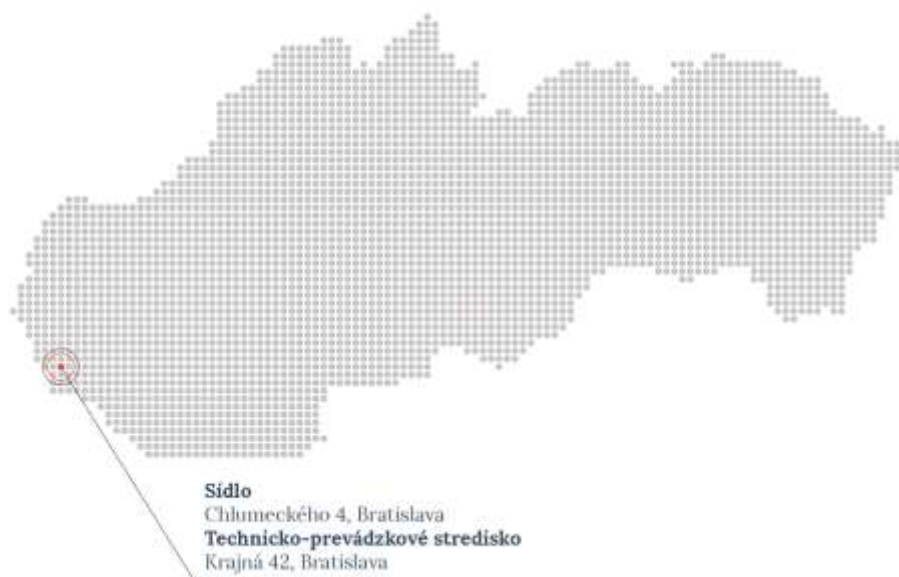 Sídlo
Chlumeckého 4, Bratislava
Technicko-prevádzkové stredisko
Krajná 42, Bratislava